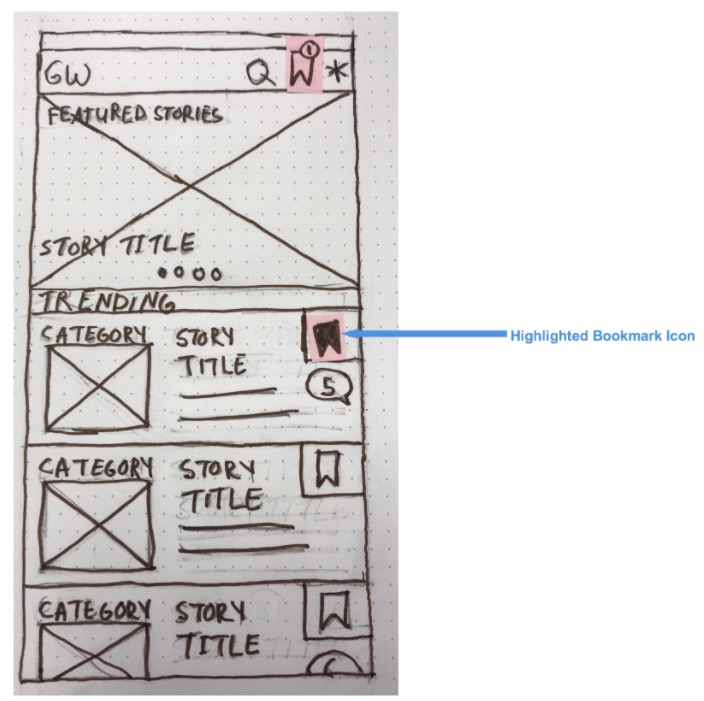 GW
1
FEATURED STORIES
STORY TITLE
TRENDING
CATEGORY
STORY
TITLE
5
Highlighted Bookmark Icon
CATEGORY
STORY
TITLE
CATEGORY
STORY
TITLE